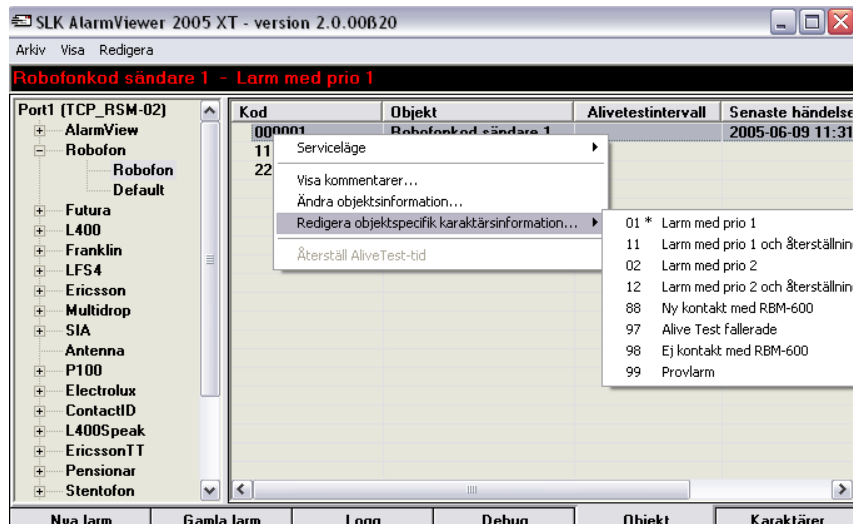 SLK AlarmViewer 2005 XT - version 2.0.00ß20
Arkiv Visa Redigera
Robofonkod sändare 1 - Larm med prio 1
Port1 (TCP_RSM-02)
AlarmView
Robofon
Robofon
Default
Futura
L400
Franklin
LFS4
Ericsson
Multidrop
SIA
Antenna
P100
Electrolux
ContactID
L400Speak
EricssonTT
Pensionar
Stentofon
Kod Objekt Alivetestintervall Senaste händelse
000001 Robofonkod sändare 1 2005-06-09 11:31
11
22
Serviceläge
Visa kommentarer...
Ändra objektsinformation...
Redigera objektspecifik karaktärsinformation...
Återställ AliveTest-tid
01 * Larm med prio 1
11 Larm med prio 1 och återställnin
02 Larm med prio 2
12 Larm med prio 2 och återställnin
88 Ny kontakt med RBM-600
97 Alive Test fallerade
98 Ej kontakt med RBM-600
99 Provlarm
Nya larm Gamla larm Logg Debug Objekt Karaktärer